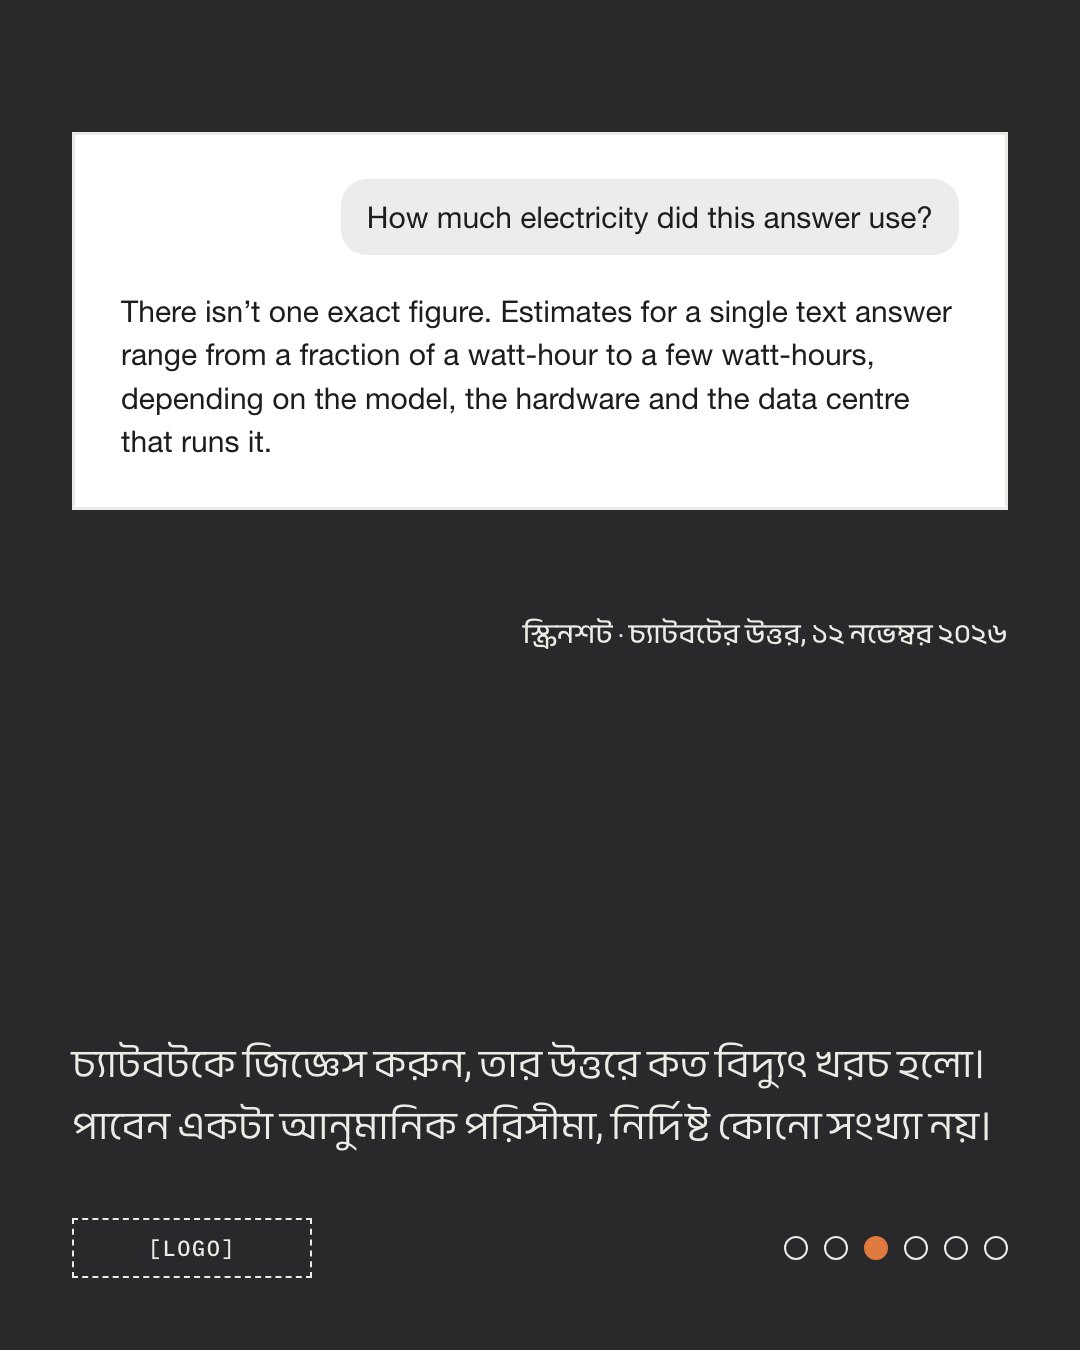 How much electricity did this answer use?
There isn’t one exact figure. Estimates for a single text answer
range from a fraction of a watt-hour to a few watt-hours,
depending on the model, the hardware and the data centre
that runs it.
স্ক্রিনশট · চ্যাটবটের উত্তর, ১২ নভেম্বর ২০২৬
চ্যাটবটকে জিজ্ঞেস করুন, তার উত্তরে কত বিদ্যুৎ খরচ হলো।
পাবেন একটা আনুমানিক পরিসীমা, নির্দিষ্ট কোনো সংখ্যা নয়।
[LOGO]